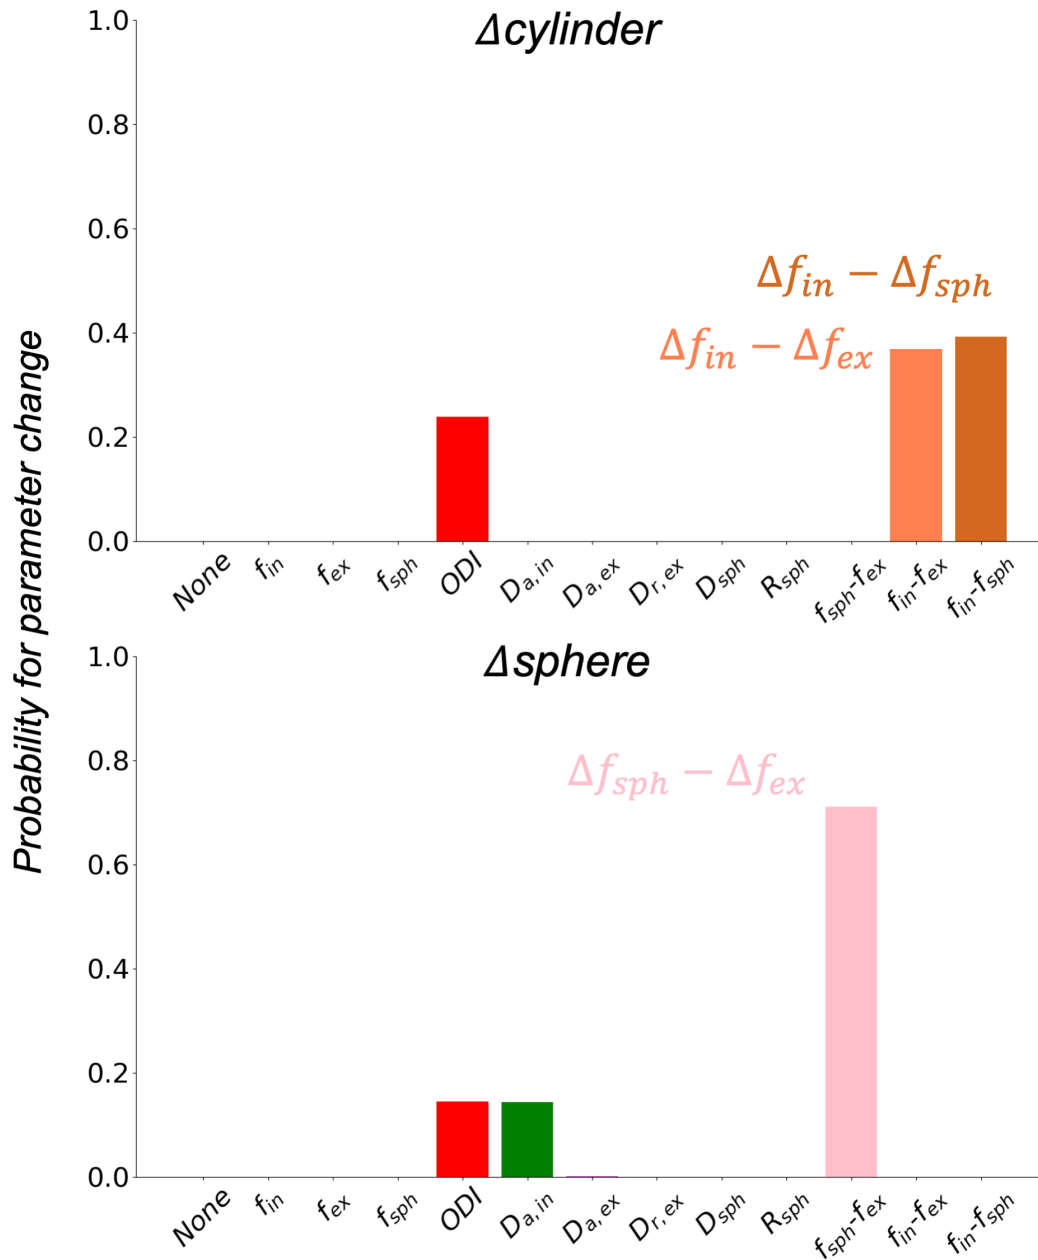 Δcylinder
1.0
0.8
0.6
0.4
0.2
0.0
Δf_in − Δf_sph
Δf_in − Δf_ex
None f_in f_ex f_sph ODI D_a, in D_a, ex D_r, ex D_sph R_sph f_sph-f_ex f_in-f_ex f_in-f_sph
Probability for parameter change
Δsphere
1.0
0.8
0.6
0.4
0.2
0.0
Δf_sph − Δf_ex
None f_in f_ex f_sph ODI D_a, in D_a, ex D_r, ex D_sph R_sph f_sph-f_ex f_in-f_ex f_in-f_sph